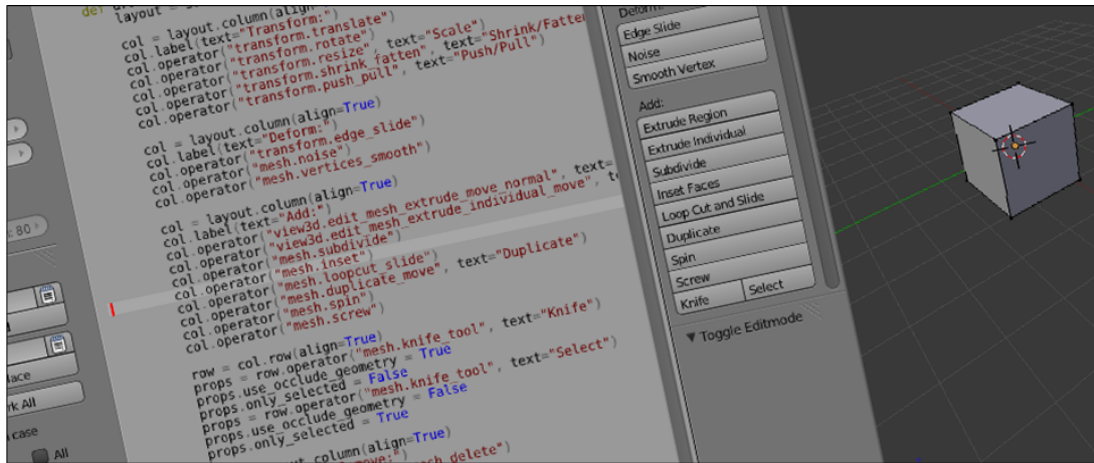 def
layout =
col = layout.column(align=True)
col.label(text="Transform:")
col.operator("transform.translate")
col.operator("transform.rotate")
col.operator("transform.resize", text="Scale")
col.operator("transform.shrink_fatten", text="Shrink/Fatten
col.operator("transform.push_pull", text="Push/Pull")
col = layout.column(align=True)
col.label(text="Deform:")
col.operator("transform.edge_slide")
col.operator("mesh.noise")
col.operator("mesh.vertices_smooth")
col = layout.column(align=True)
col.label(text="Add:")
col.operator("view3d.edit_mesh_extrude_move_normal", text=
col.operator("view3d.edit_mesh_extrude_individual_move",
col.operator("mesh.subdivide")
col.operator("mesh.inset")
col.operator("mesh.loopcut_slide")
col.operator("mesh.duplicate_move", text="Duplicate")
col.operator("mesh.spin")
col.operator("mesh.screw")
row = col.row(align=True)
props = row.operator("mesh.knife_tool", text="Knife")
props.use_occlude_geometry = True
props.only_selected = False
props = row.operator("mesh.knife_tool", text="Select")
props.use_occlude_geometry = False
props.only_selected = True
column(align=True)
80
All
case
All
Deform:
Edge Slide
Noise
Smooth Vertex
Add:
Extrude Region
Extrude Individual
Subdivide
Inset Faces
Loop Cut and Slide
Duplicate
Spin
Screw
Knife Select
▼ Toggle Editmode